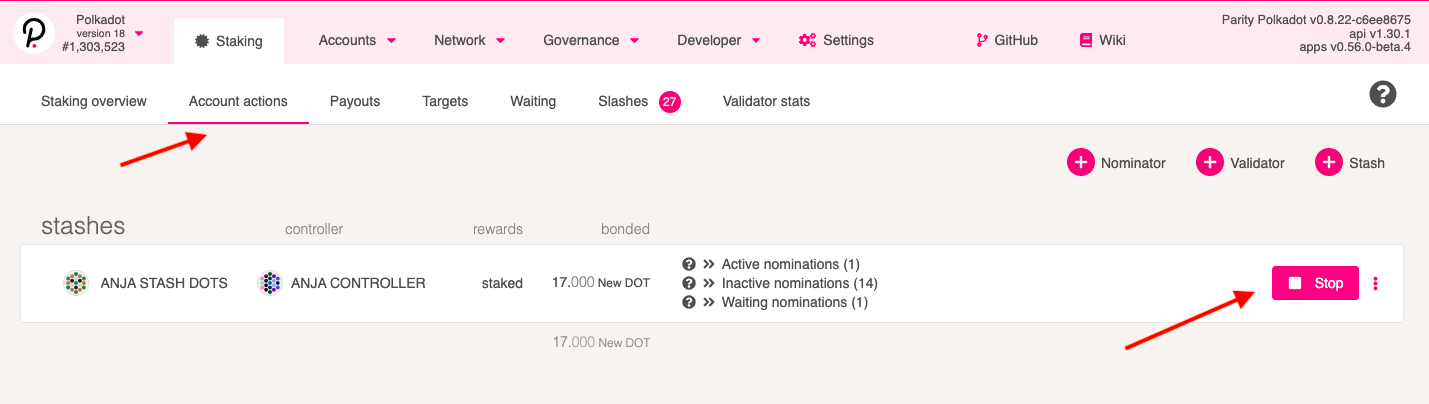 Polkadot
version 18
#1,303,523
Staking
Accounts
Network
Governance
Developer
Settings
GitHub
Wiki
Parity Polkadot v0.8.22-c6ee8675
api v1.30.1
apps v0.56.0-beta.4
Staking overview
Account actions
Payouts
Targets
Waiting
Slashes 27
Validator stats
?
+ Nominator
+ Validator
+ Stash
stashes
controller
rewards
bonded
ANJA STASH DOTS
ANJA CONTROLLER
staked
17.000 New DOT
? Active nominations (1)
? Inactive nominations (14)
? Waiting nominations (1)
Stop
17.000 New DOT